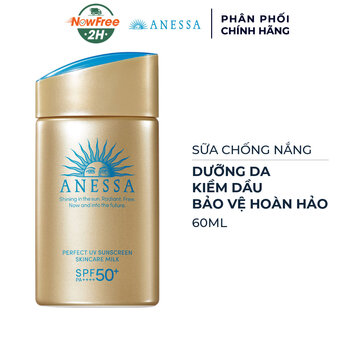 NowFree
2H
ANESSA
PHÂN PHỐI
CHÍNH HÃNG
SỮA CHỐNG NẮNG
DƯỠNG DA
KIỀM DẦU
BẢO VỆ HOÀN HẢO
60ML
ANESSA
Shining in the sun. Radiant. Free.
Now and into the future.
PERFECT UV SUNSCREEN
SKINCARE MILK
SPF50+
PA++++